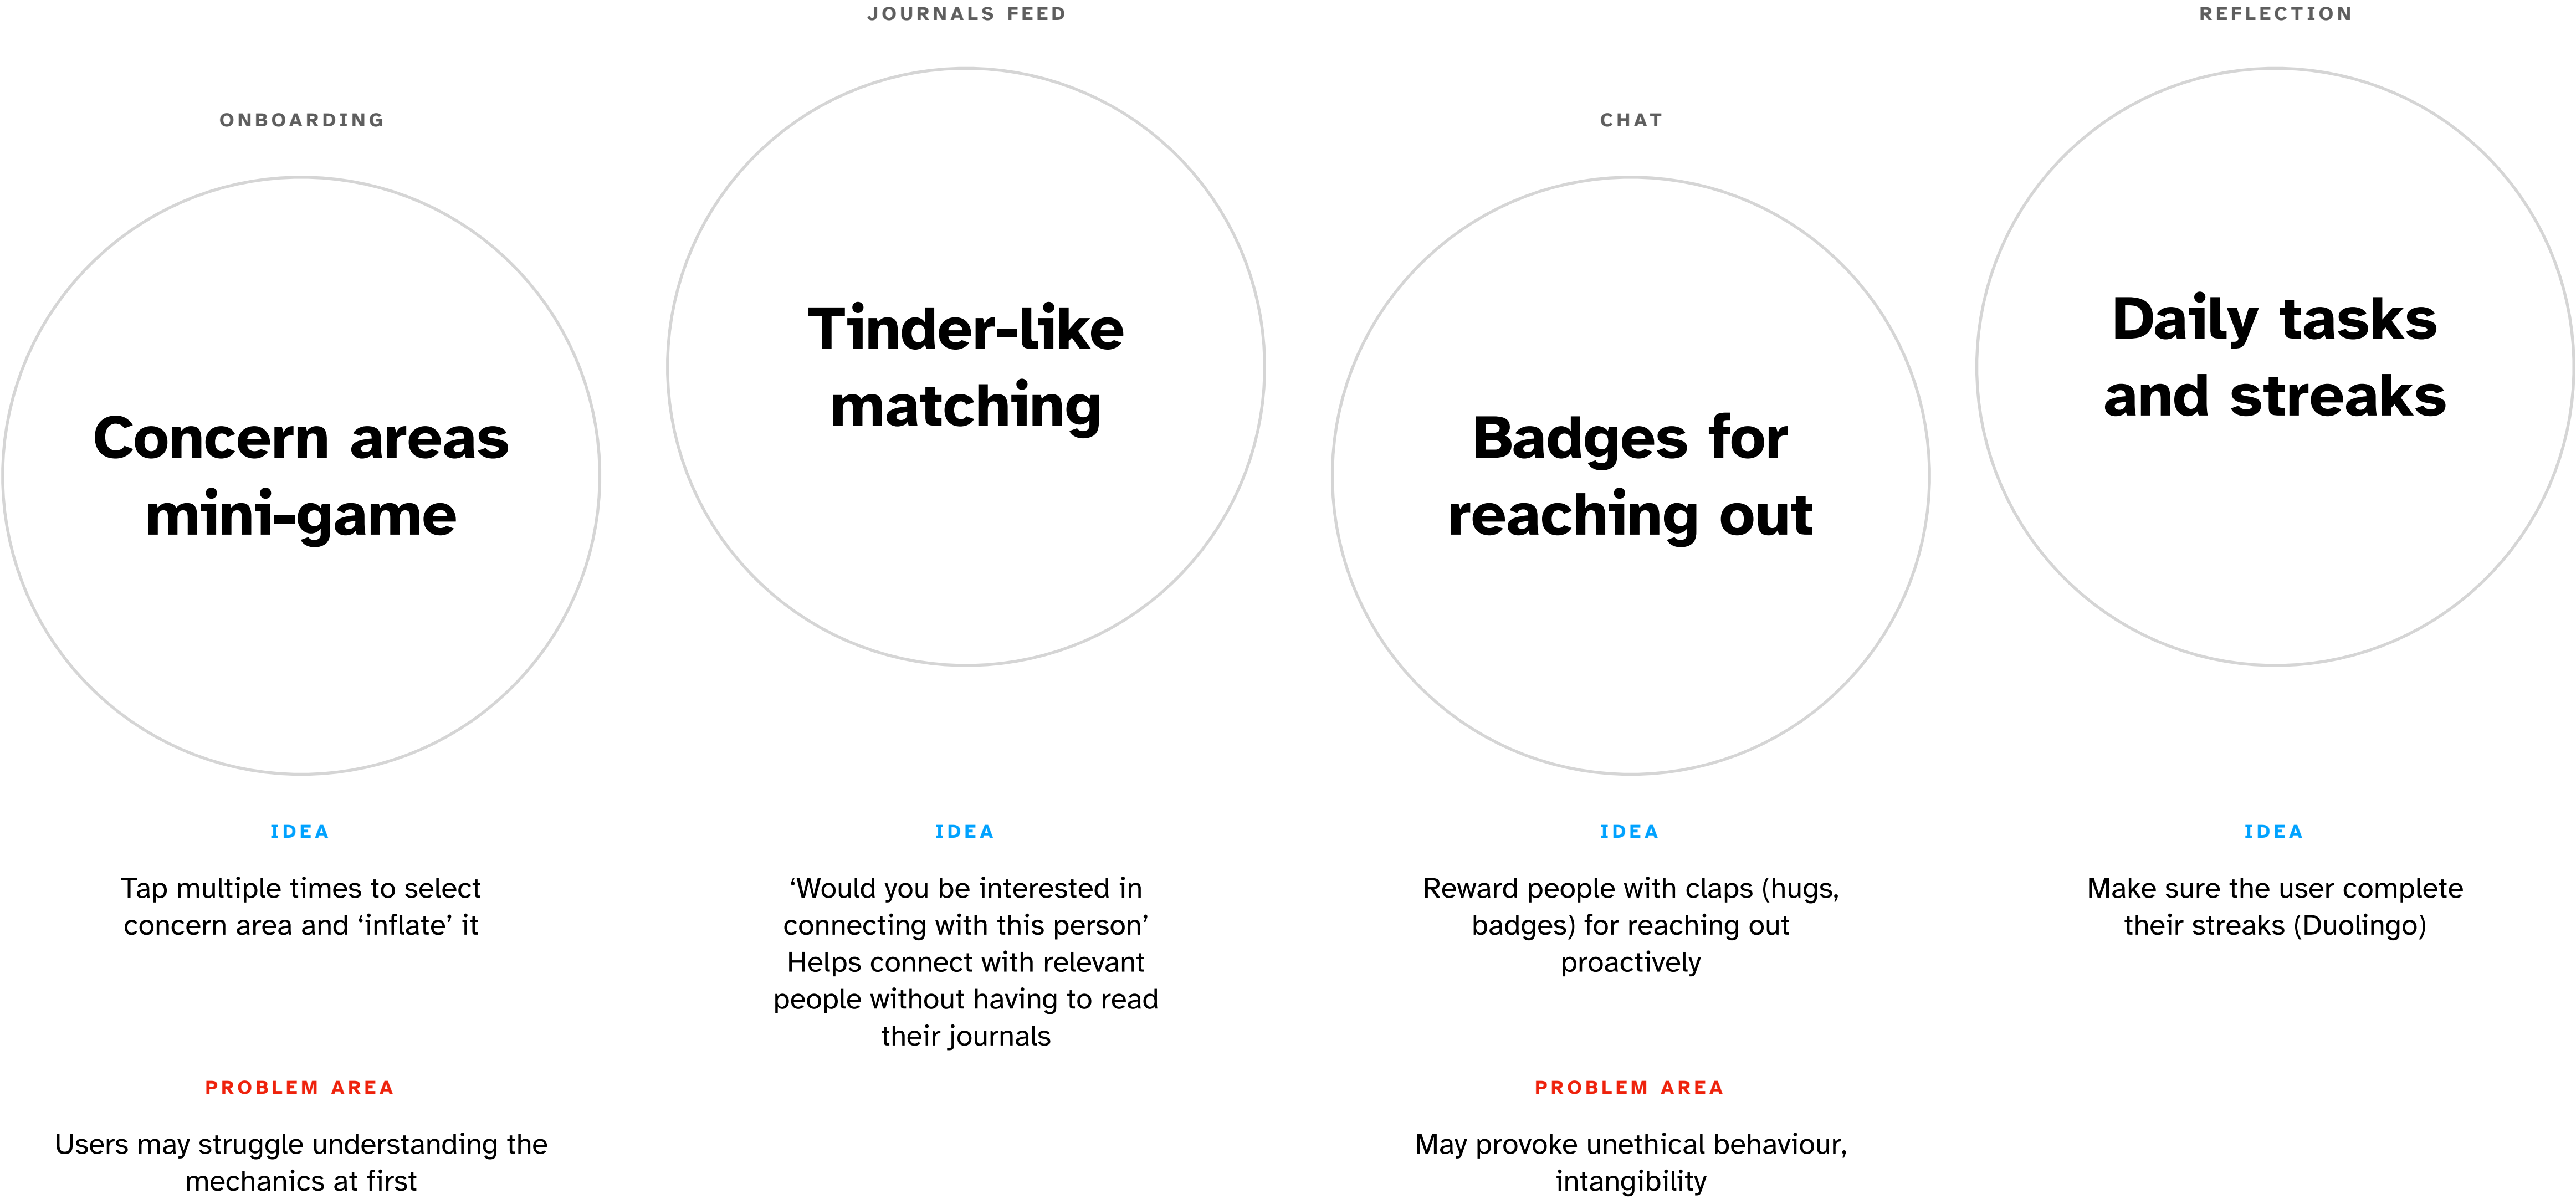 ONBOARDING
Concern areas
mini-game
IDEA
Tap multiple times to select
concern area and ‘inflate’ it
PROBLEM AREA
Users may struggle understanding the
mechanics at first
JOURNALS FEED
Tinder-like
matching
IDEA
‘Would you be interested in
connecting with this person’
Helps connect with relevant
people without having to read
their journals
CHAT
Badges for
reaching out
IDEA
Reward people with claps (hugs,
badges) for reaching out
proactively
PROBLEM AREA
May provoke unethical behaviour,
intangibility
REFLECTION
Daily tasks
and streaks
IDEA
Make sure the user complete
their streaks (Duolingo)